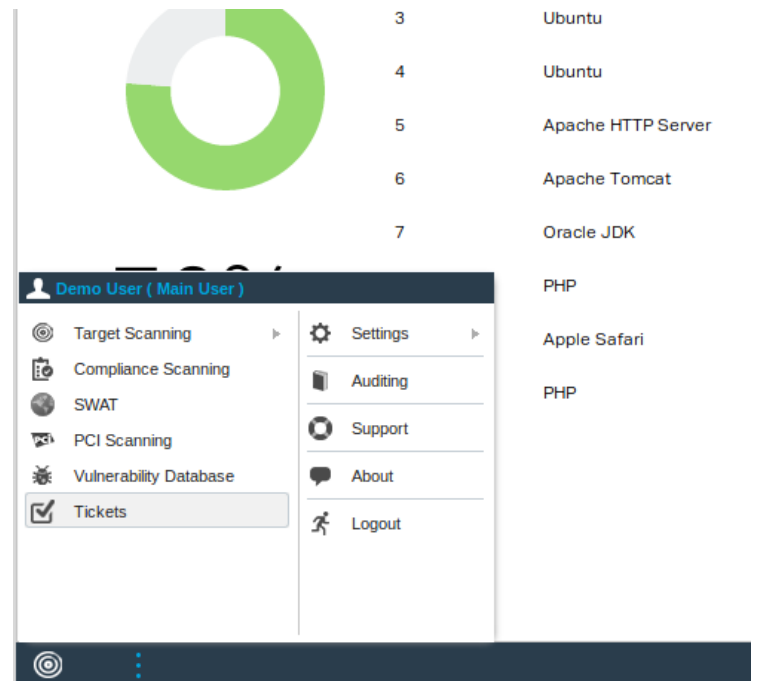 3 Ubuntu
4 Ubuntu
5 Apache HTTP Server
6 Apache Tomcat
7 Oracle JDK
PHP
Apple Safari
PHP
Demo User ( Main User )
Target Scanning
Compliance Scanning
SWAT
PCI Scanning
Vulnerability Database
Tickets
Settings
Auditing
Support
About
Logout